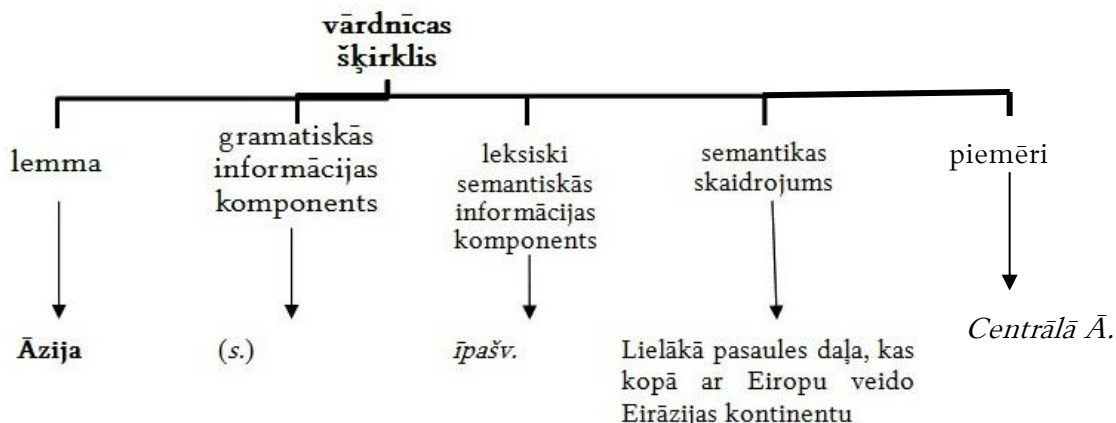 vārdnīcas
šķirklis
lemma
gramatiskās
informācijas
komponents
leksiski
semantiskās
informācijas
komponents
semantikas
skaidrojums
piemēri
Āzija
(s.)
īpašv.
Lielākā pasaules daļa, kas
kopā ar Eiropu veido
Eirāzijas kontinentu
Centrālā Ā.